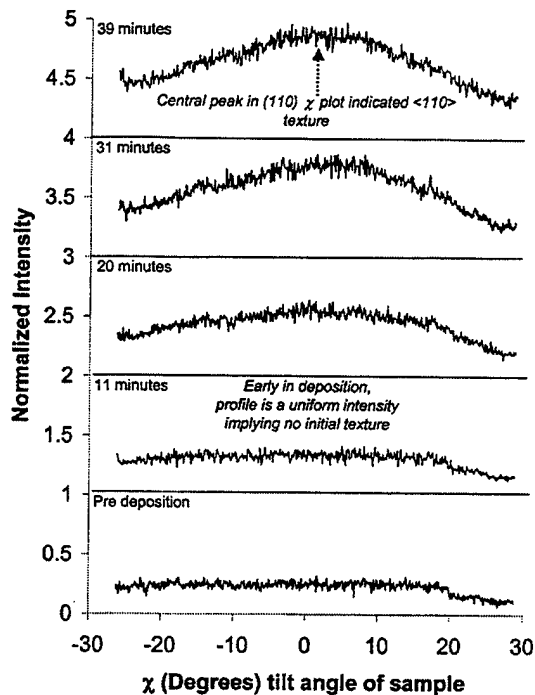 5
39 minutes
4.5
Central peak in (110) χ plot indicated <110>
texture
4
31 minutes
3.5
3
20 minutes
2.5
2
11 minutes
Early in deposition,
profile is a uniform intensity
implying no initial texture
1.5
1
Pre deposition
0.5
0
-30 -20 -10 0 10 20 30
Normalized Intensity
χ (Degrees) tilt angle of sample